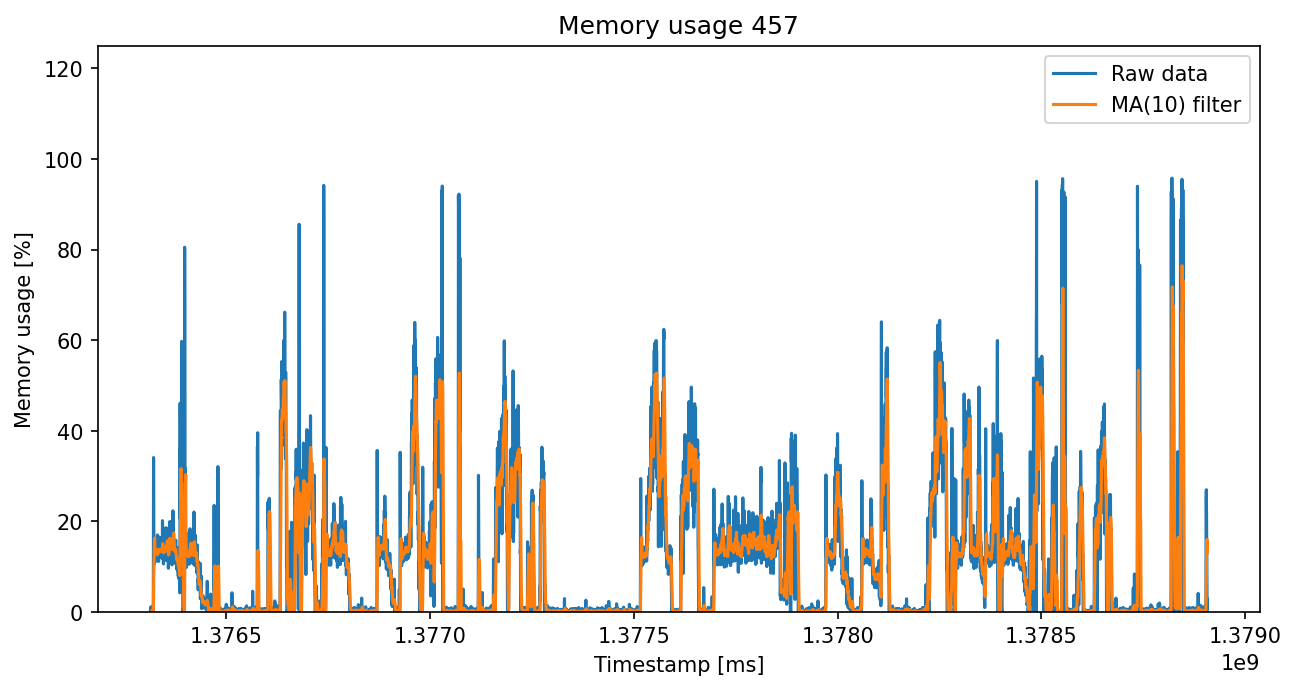 Memory usage 457
Raw data
MA(10) filter
Memory usage [%]
120
100
80
60
40
20
0
1.3765 1.3770 1.3775 1.3780 1.3785 1.3790
1e9
Timestamp [ms]